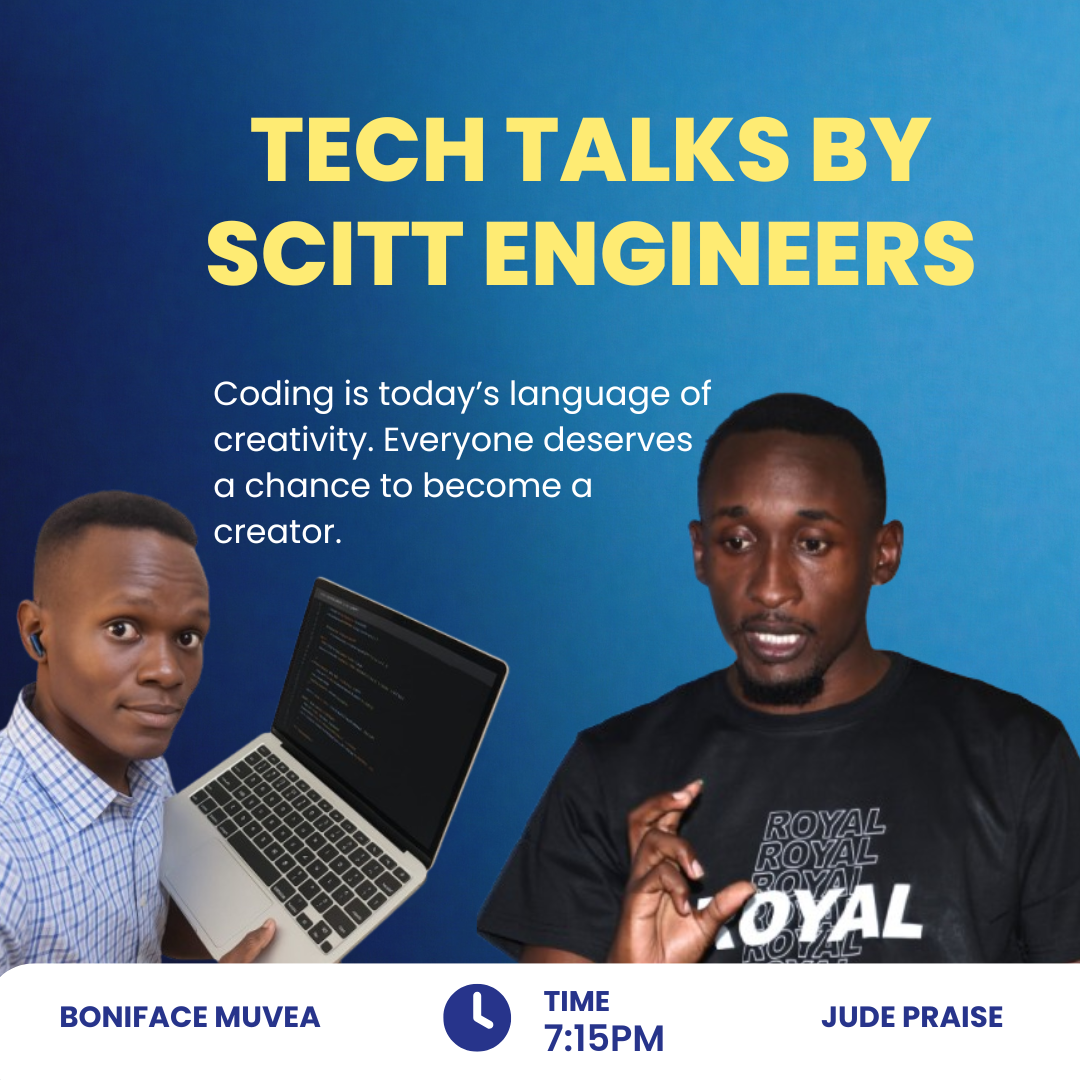 TECH TALKS BY
SCITT ENGINEERS
Coding is today’s language of
creativity. Everyone deserves
a chance to become a
creator.
ROYAL
ROYAL
ROYAL
ROYAL
ROYAL
BONIFACE MUVEA
TIME
7:15PM
JUDE PRAISE